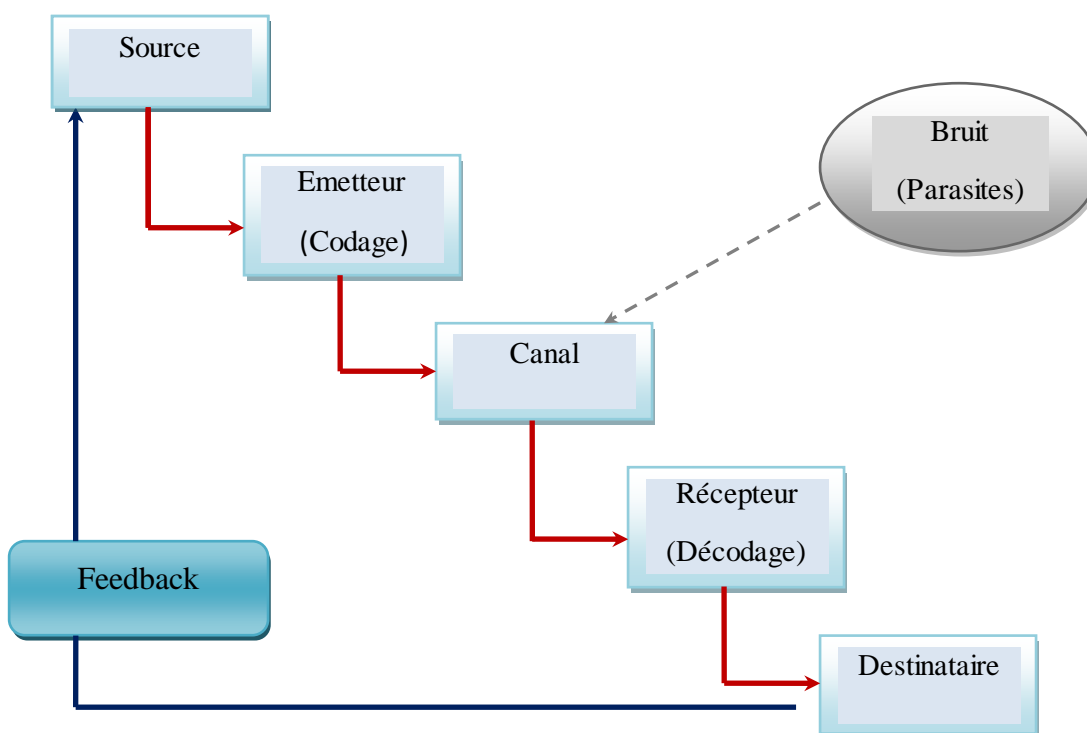 Source
Bruit
(Parasites)
Emetteur
(Codage)
Canal
Récepteur
(Décodage)
Feedback
Destinataire